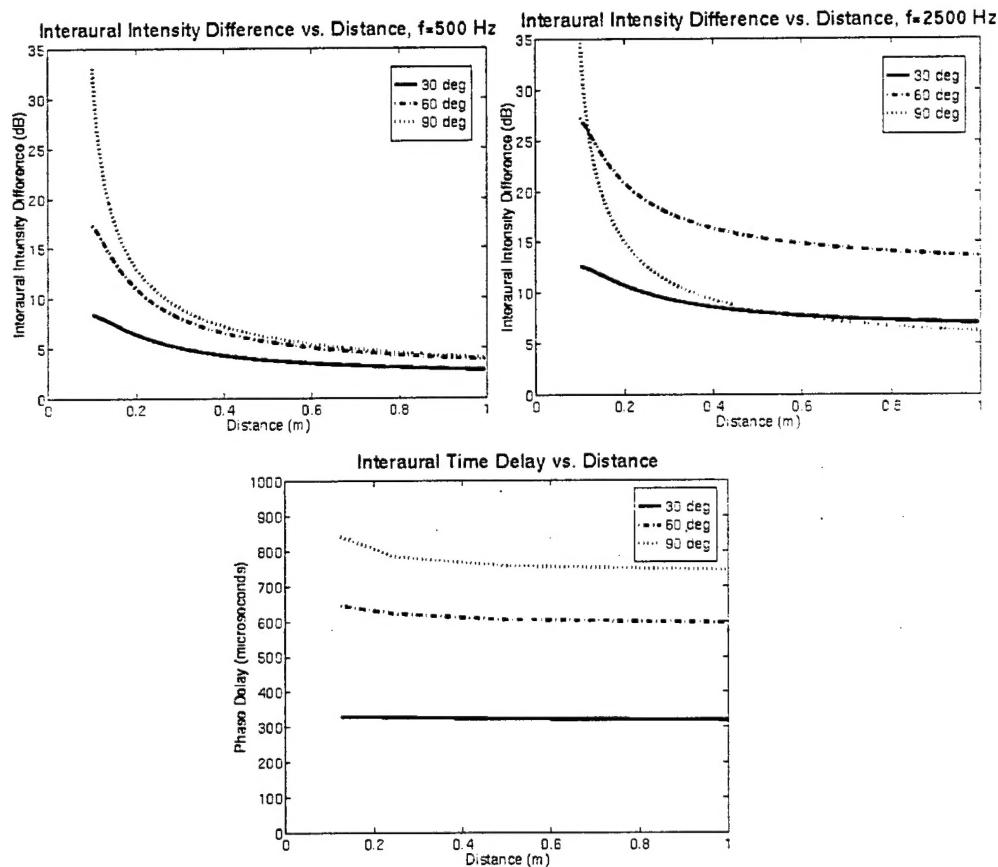 Interaural Intensity Difference vs. Distance, f=500 Hz
35
30
25
20
15
10
5
0
Interaural Intensity Difference (dB)
30 deg
60 deg
90 deg
0 0.2 0.4 0.6 0.8 1
Distance (m)
Interaural Intensity Difference vs. Distance, f=2500 Hz
35
30
25
20
15
10
5
0
Interaural Intensity Difference (dB)
30 deg
60 deg
90 deg
0 0.2 0.4 0.6 0.8 1
Distance (m)
Interaural Time Delay vs. Distance
1000
900
800
700
600
500
400
300
200
100
0
Phase Delay (microseconds)
30 deg
60 deg
90 deg
0 0.2 0.4 0.6 0.8 1
Distance (m)